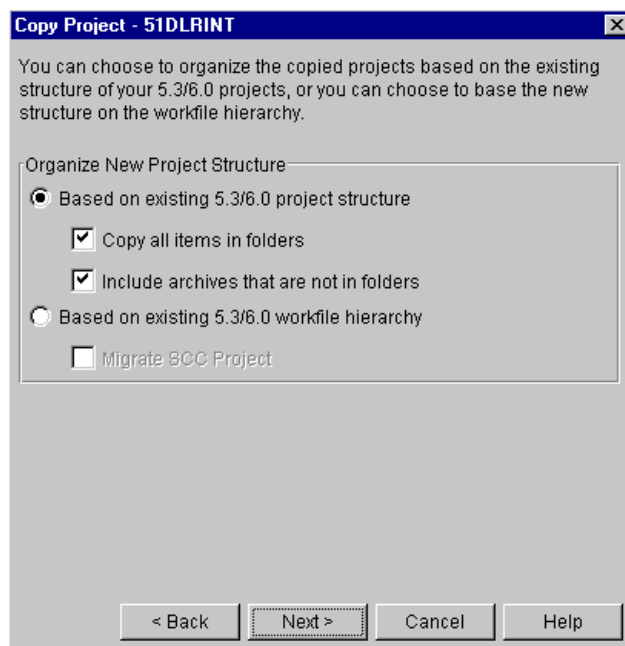 Copy Project - 51DLRINT
You can choose to organize the copied projects based on the existing
structure of your 5.3/6.0 projects, or you can choose to base the new
structure on the workfile hierarchy.
Organize New Project Structure
Based on existing 5.3/6.0 project structure
Copy all items in folders
Include archives that are not in folders
Based on existing 5.3/6.0 workfile hierarchy
Migrate SCC Project
< Back Next > Cancel Help